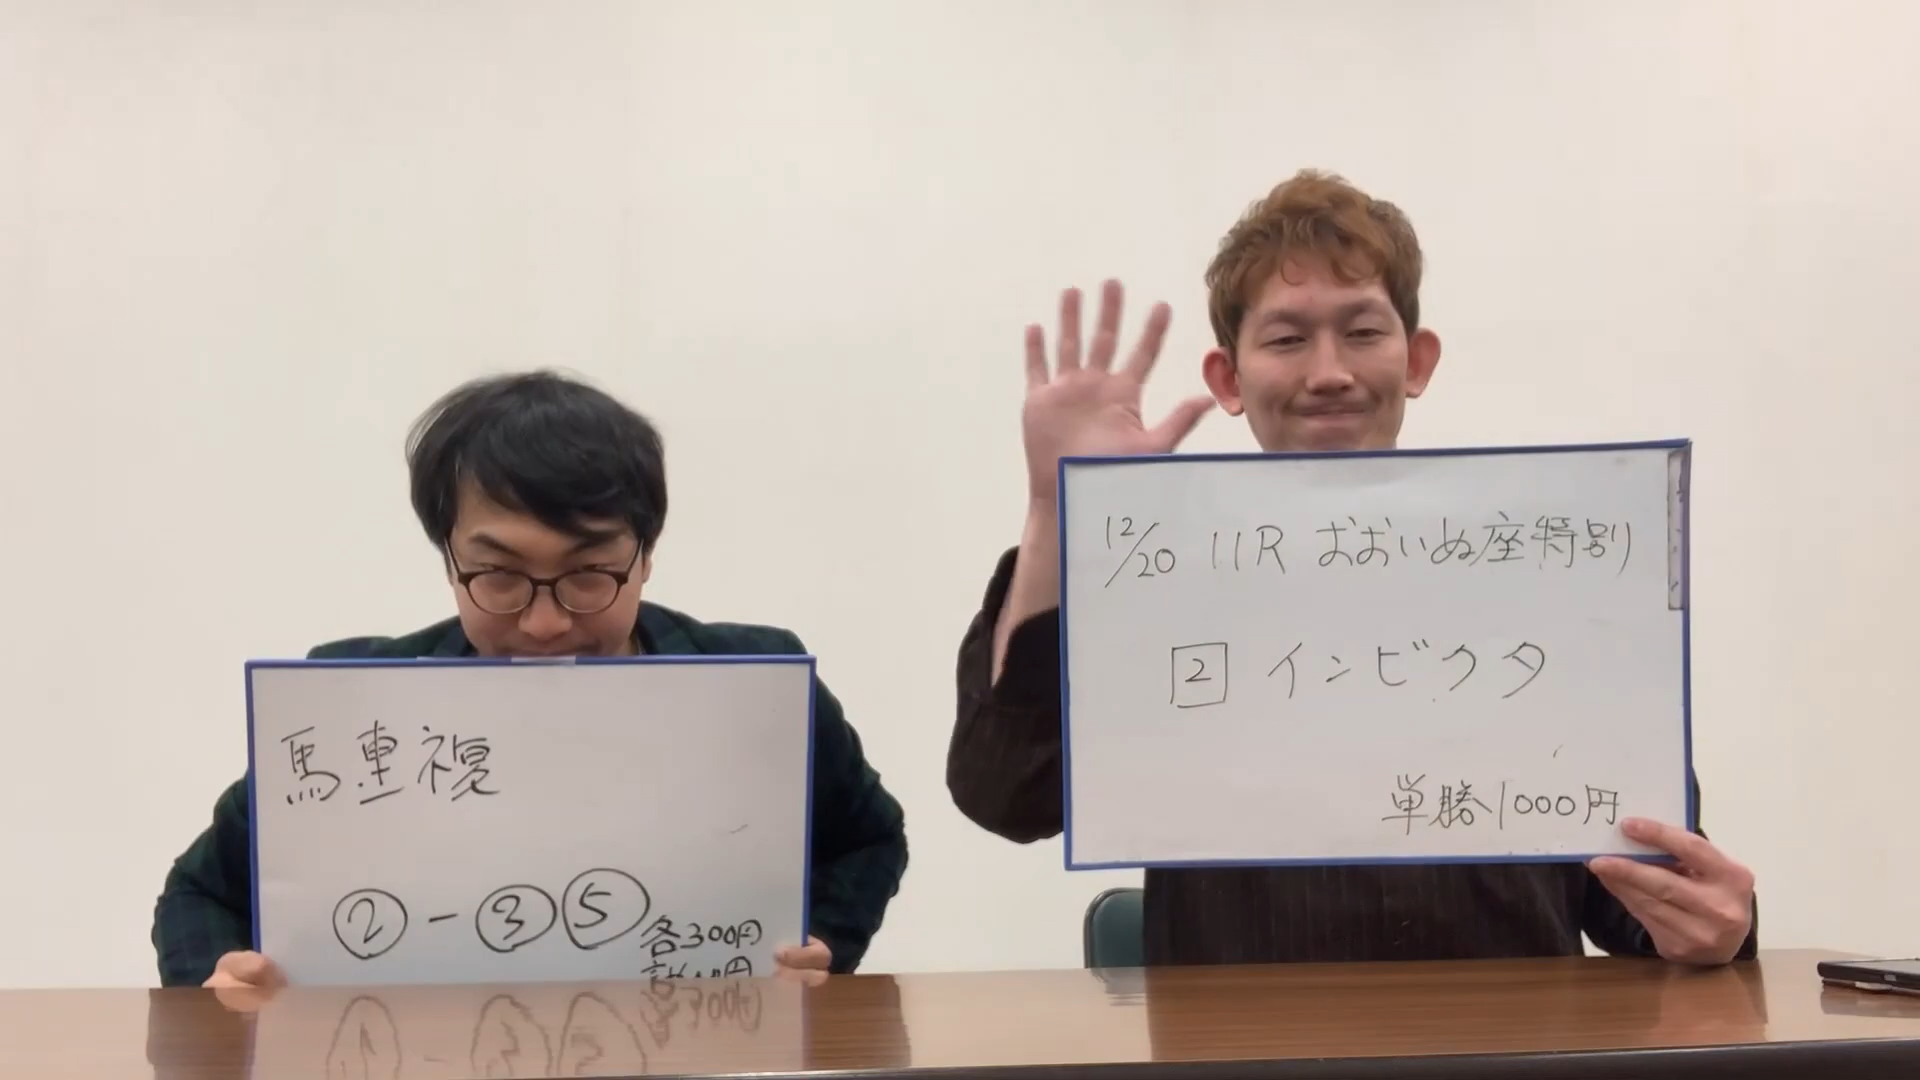 馬連複
② - ③⑤
各300円
12/20 11R おおいぬ座特別
2 インビクタ
単勝1000円